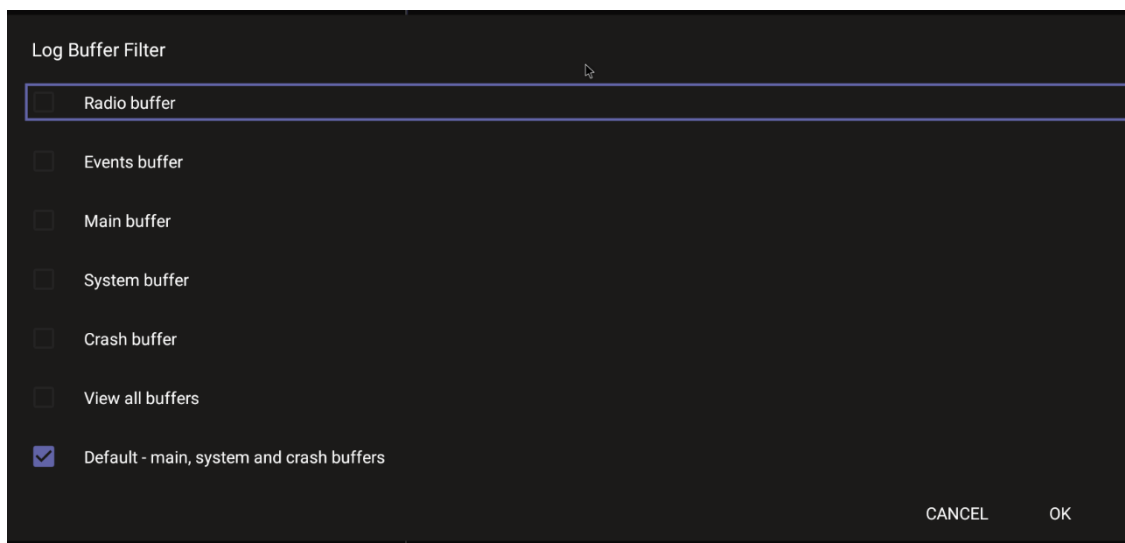 Log Buffer Filter
Radio buffer
Events buffer
Main buffer
System buffer
Crash buffer
View all buffers
Default - main, system and crash buffers
CANCEL OK